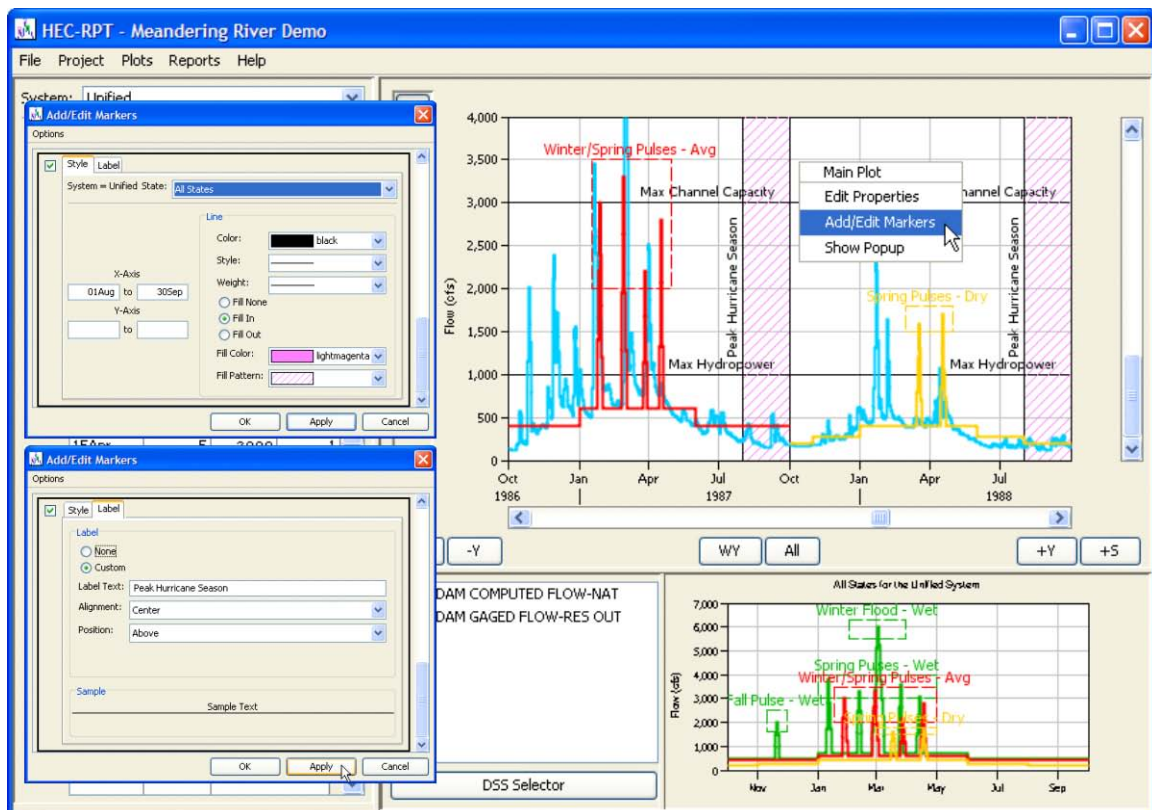 HEC-RPT - Meandering River Demo
File Project Plots Reports Help
System: Unified
Add/Edit Markers
Options
Style Label
System = Unified State: All States
Line
Color: black
Style:
Weight:
X-Axis
01Aug to 30Sep
Y-Axis
to
Fill None
Fill In
Fill Out
Fill Color: lightmagenta
Fill Pattern:
OK Apply Cancel
15Apr 5 3000 1
Add/Edit Markers
Options
Style Label
Label
None
Custom
Label Text: Peak Hurricane Season
Alignment: Center
Position: Above
Sample
Sample Text
OK Apply Cancel
4,000
3,500
3,000
2,500
2,000
1,500
1,000
500
0
Flow (cfs)
Winter/Spring Pulses - Avg
Max Channel Capacity
Peak Hurricane Season
Max Hydropower
Main Plot
Edit Properties
Add/Edit Markers
Show Popup
Channel Capacity
Spring Pulses - Dry
Peak Hurricane Season
Max Hydropower
Oct Jan Apr Jul Oct Jan Apr Jul
1986 1987 1988
-Y WY All +Y +S
DAM COMPUTED FLOW-NAT
DAM GAGED FLOW-RES OUT
DSS Selector
All States for the Unified System
7,000
6,000
5,000
4,000
3,000
2,000
1,000
0
Flow (cfs)
Winter Flood - Wet
Spring Pulses - Wet
Winter/Spring Pulses - Avg
Fall Pulse - Wet
Spring Pulses - Dry
Nov Jan Mar May Jul Sep